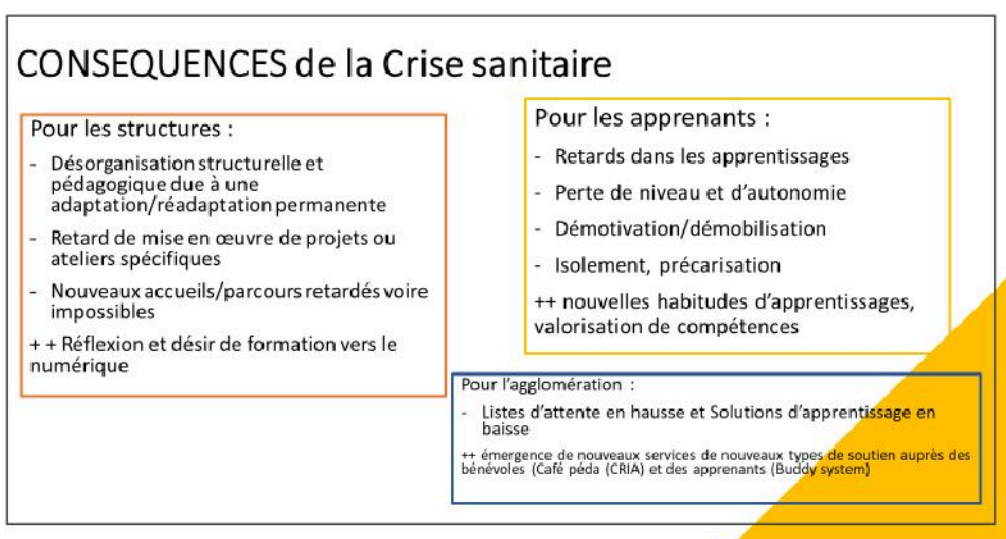 CONSEQUENCES de la Crise sanitaire
Pour les structures :
- Désorganisation structurelle et
pédagogique due à une
adaptation/réadaptation permanente
- Retard de mise en œuvre de projets ou
ateliers spécifiques
- Nouveaux accueils/parcours retardés voire
impossibles
+ + Réflexion et désir de formation vers le
numérique
Pour les apprenants :
- Retards dans les apprentissages
- Perte de niveau et d'autonomie
- Démotivation/démobilisation
- Isolement, précarisation
++ nouvelles habitudes d'apprentissages,
valorisation de compétences
Pour l'agglomération :
- Listes d'attente en hausse et Solutions d'apprentissage en
baisse
++ émergence de nouveaux services de nouveaux types de soutien auprès des
bénévoles (Café péda (CRIA) et des apprenants (Buddy system)